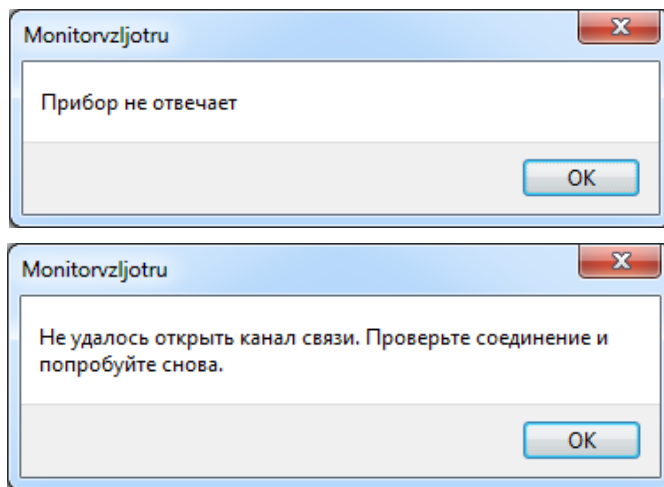 Monitorvzljotru
Прибор не отвечает
OK
Monitorvzljotru
Не удалось открыть канал связи. Проверьте соединение и
попробуйте снова.
OK